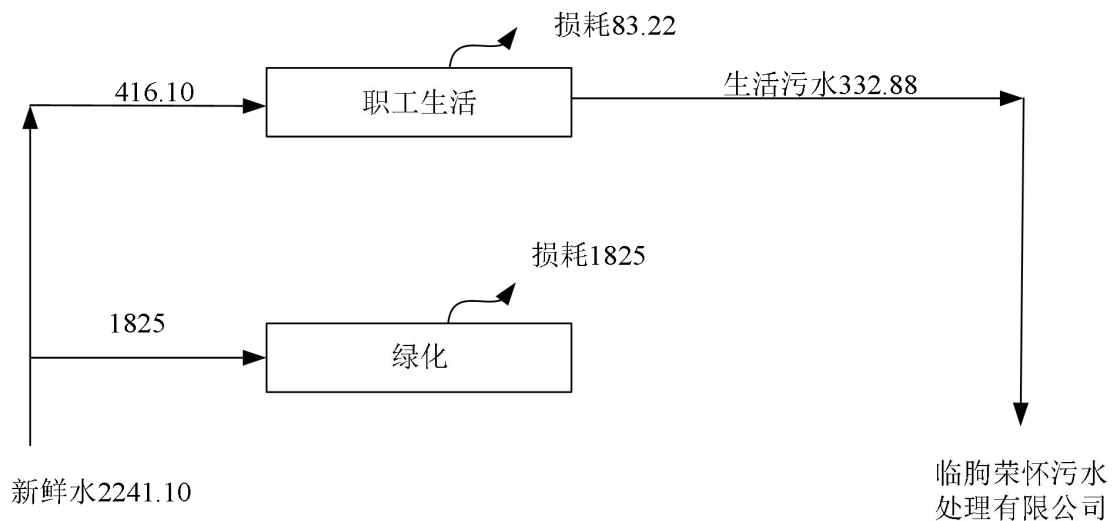 损耗83.22
416.10
职工生活
生活污水332.88
损耗1825
1825
绿化
新鲜水2241.10
临朐荣怀污水
处理有限公司